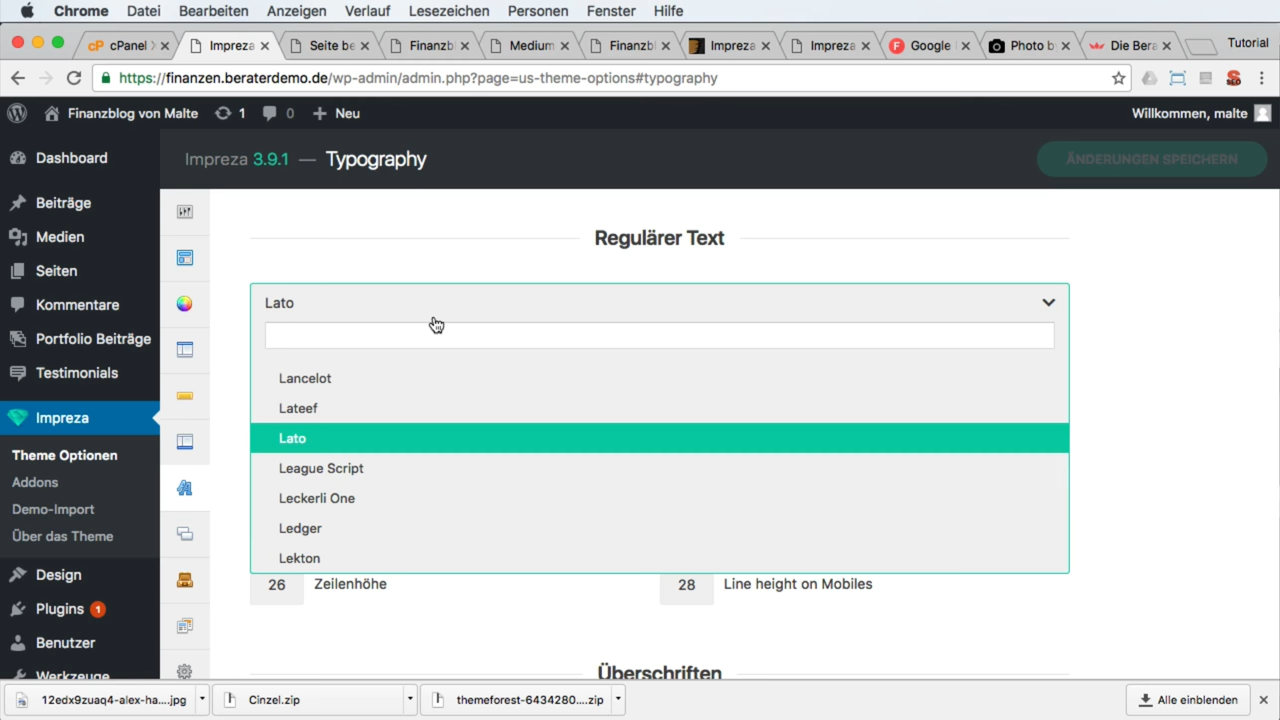 Chrome Datei Bearbeiten Anzeigen Verlauf Lesezeichen Personen Fenster Hilfe
cPanel X Impreza Seite be Finanzbl Medium Finanzbl Impreza Impreza Google Photo b Die Bera Tutorial
https://finanzen.beraterdemo.de/wp-admin/admin.php?page=us-theme-options#typography
Finanzblog von Malte 1 0 Neu Willkommen, malte
Dashboard
Impreza 3.9.1 — Typography
ÄNDERUNGEN SPEICHERN
Beiträge
Medien
Seiten
Kommentare
Portfolio Beiträge
Testimonials
Impreza
Theme Optionen
Addons
Demo-Import
Über das Theme
Design
Plugins 1
Benutzer
Werkzeuge
Regulärer Text
Lato
Lancelot
Lateef
Lato
League Script
Leckerli One
Ledger
Lekton
26 Zeilenhöhe 28 Line height on Mobiles
Überschriften
12edx9zuaq4-alex-ha....jpg Cinzel.zip themeforest-6434280....zip Alle einblenden